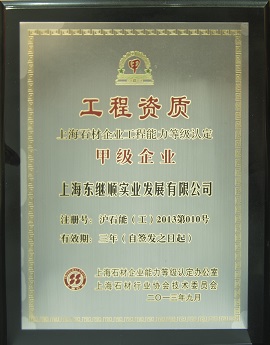 甲
工程资质
上海石材企业工程能力等级认定
甲级企业
上海东继顺实业发展有限公司
注册号：沪石能（工）2013第010号
有效期：三年（自签发之日起）
上海石材企业能力等级认定办公室
上海石材行业协会技术委员会
二〇一三年九月